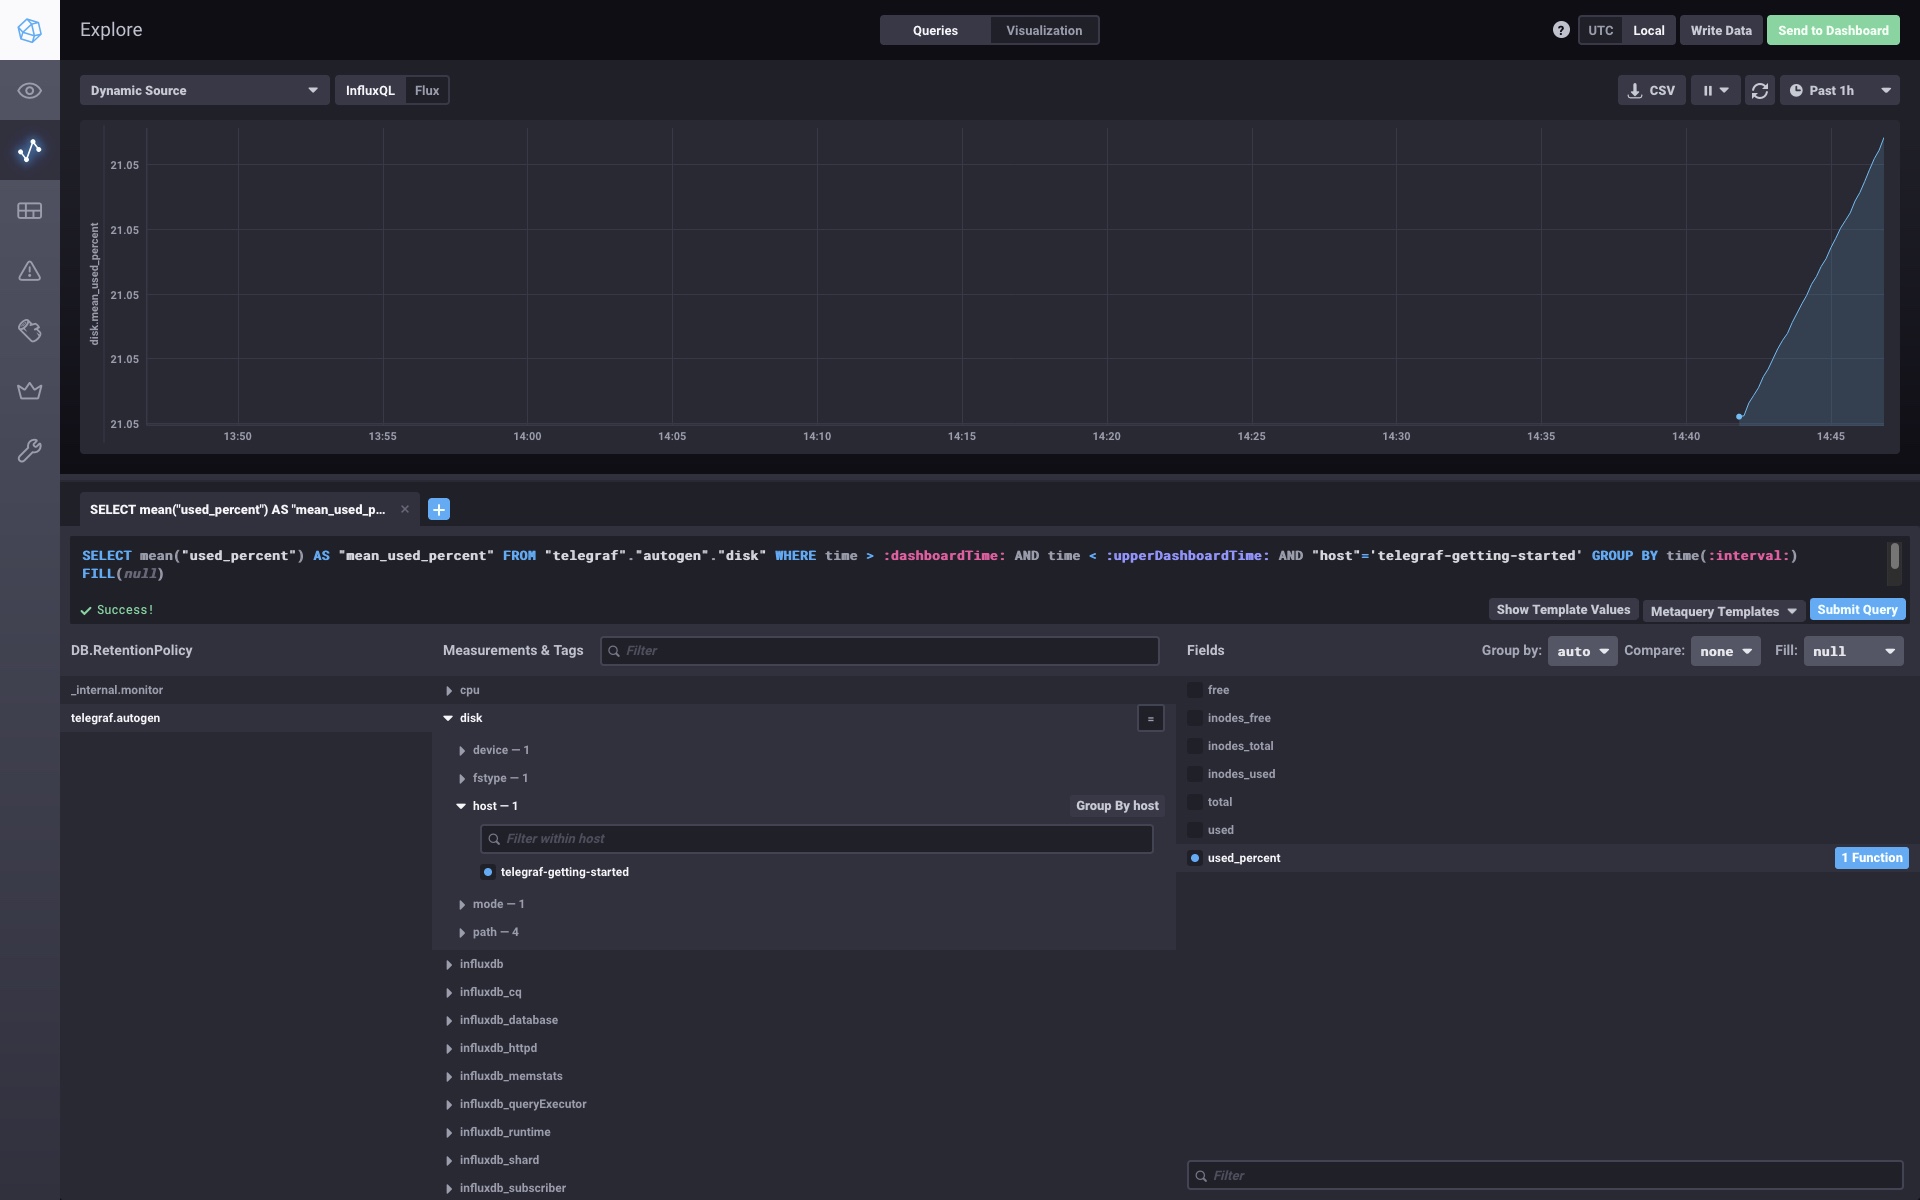 Explore
Queries
Visualization
?
UTC
Local
Write Data
Send to Dashboard
Dynamic Source
InfluxQL
Flux
CSV
Past 1h
disk.mean_used_percent
21.05
21.05
21.05
21.05
21.05
13:50
13:55
14:00
14:05
14:10
14:15
14:20
14:25
14:30
14:35
14:40
14:45
SELECT mean("used_percent") AS "mean_used_p...
SELECT mean("used_percent") AS "mean_used_percent" FROM "telegraf"."autogen"."disk" WHERE time > :dashboardTime: AND time < :upperDashboardTime: AND "host"='telegraf-getting-started' GROUP BY time(:interval:)
FILL(null)
Success!
Show Template Values
Metaquery Templates
Submit Query
DB.RetentionPolicy
_internal.monitor
telegraf.autogen
Measurements & Tags
Filter
cpu
disk
=
device — 1
fstype — 1
host — 1
Group By host
Filter within host
telegraf-getting-started
mode — 1
path — 4
influxdb
influxdb_cq
influxdb_database
influxdb_httpd
influxdb_memstats
influxdb_queryExecutor
influxdb_runtime
influxdb_shard
influxdb_subscriber
Fields
Group by:
auto
Compare:
none
Fill:
null
free
inodes_free
inodes_total
inodes_used
total
used
used_percent
1 Function
Filter